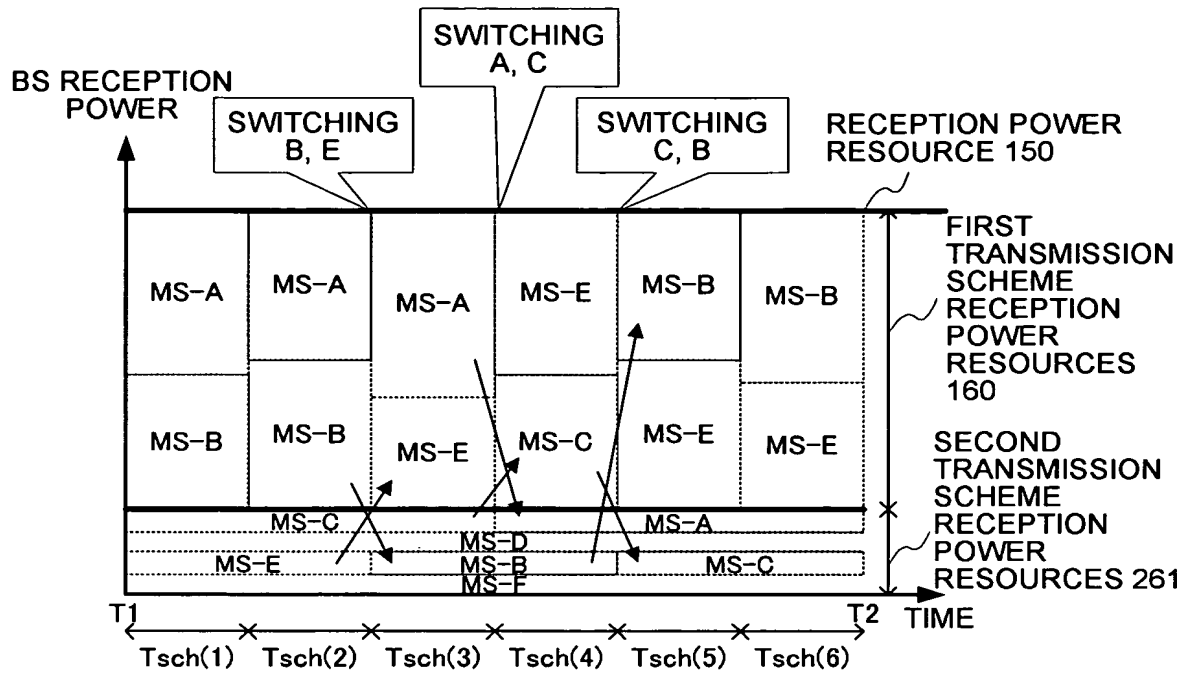 BS RECEPTION
POWER
SWITCHING
B, E
SWITCHING
A, C
SWITCHING
C, B
RECEPTION POWER
RESOURCE 150
MS-A
MS-A
MS-A
MS-E
MS-B
MS-B
MS-B
MS-B
MS-E
MS-C
MS-E
MS-E
FIRST
TRANSMISSION
SCHEME
RECEPTION
POWER
RESOURCES
160
MS-C
MS-A
MS-D
MS-E
MS-B
MS-C
MS-F
SECOND
TRANSMISSION
SCHEME
RECEPTION
POWER
RESOURCES 261
T1
T2
TIME
Tsch(1)
Tsch(2)
Tsch(3)
Tsch(4)
Tsch(5)
Tsch(6)